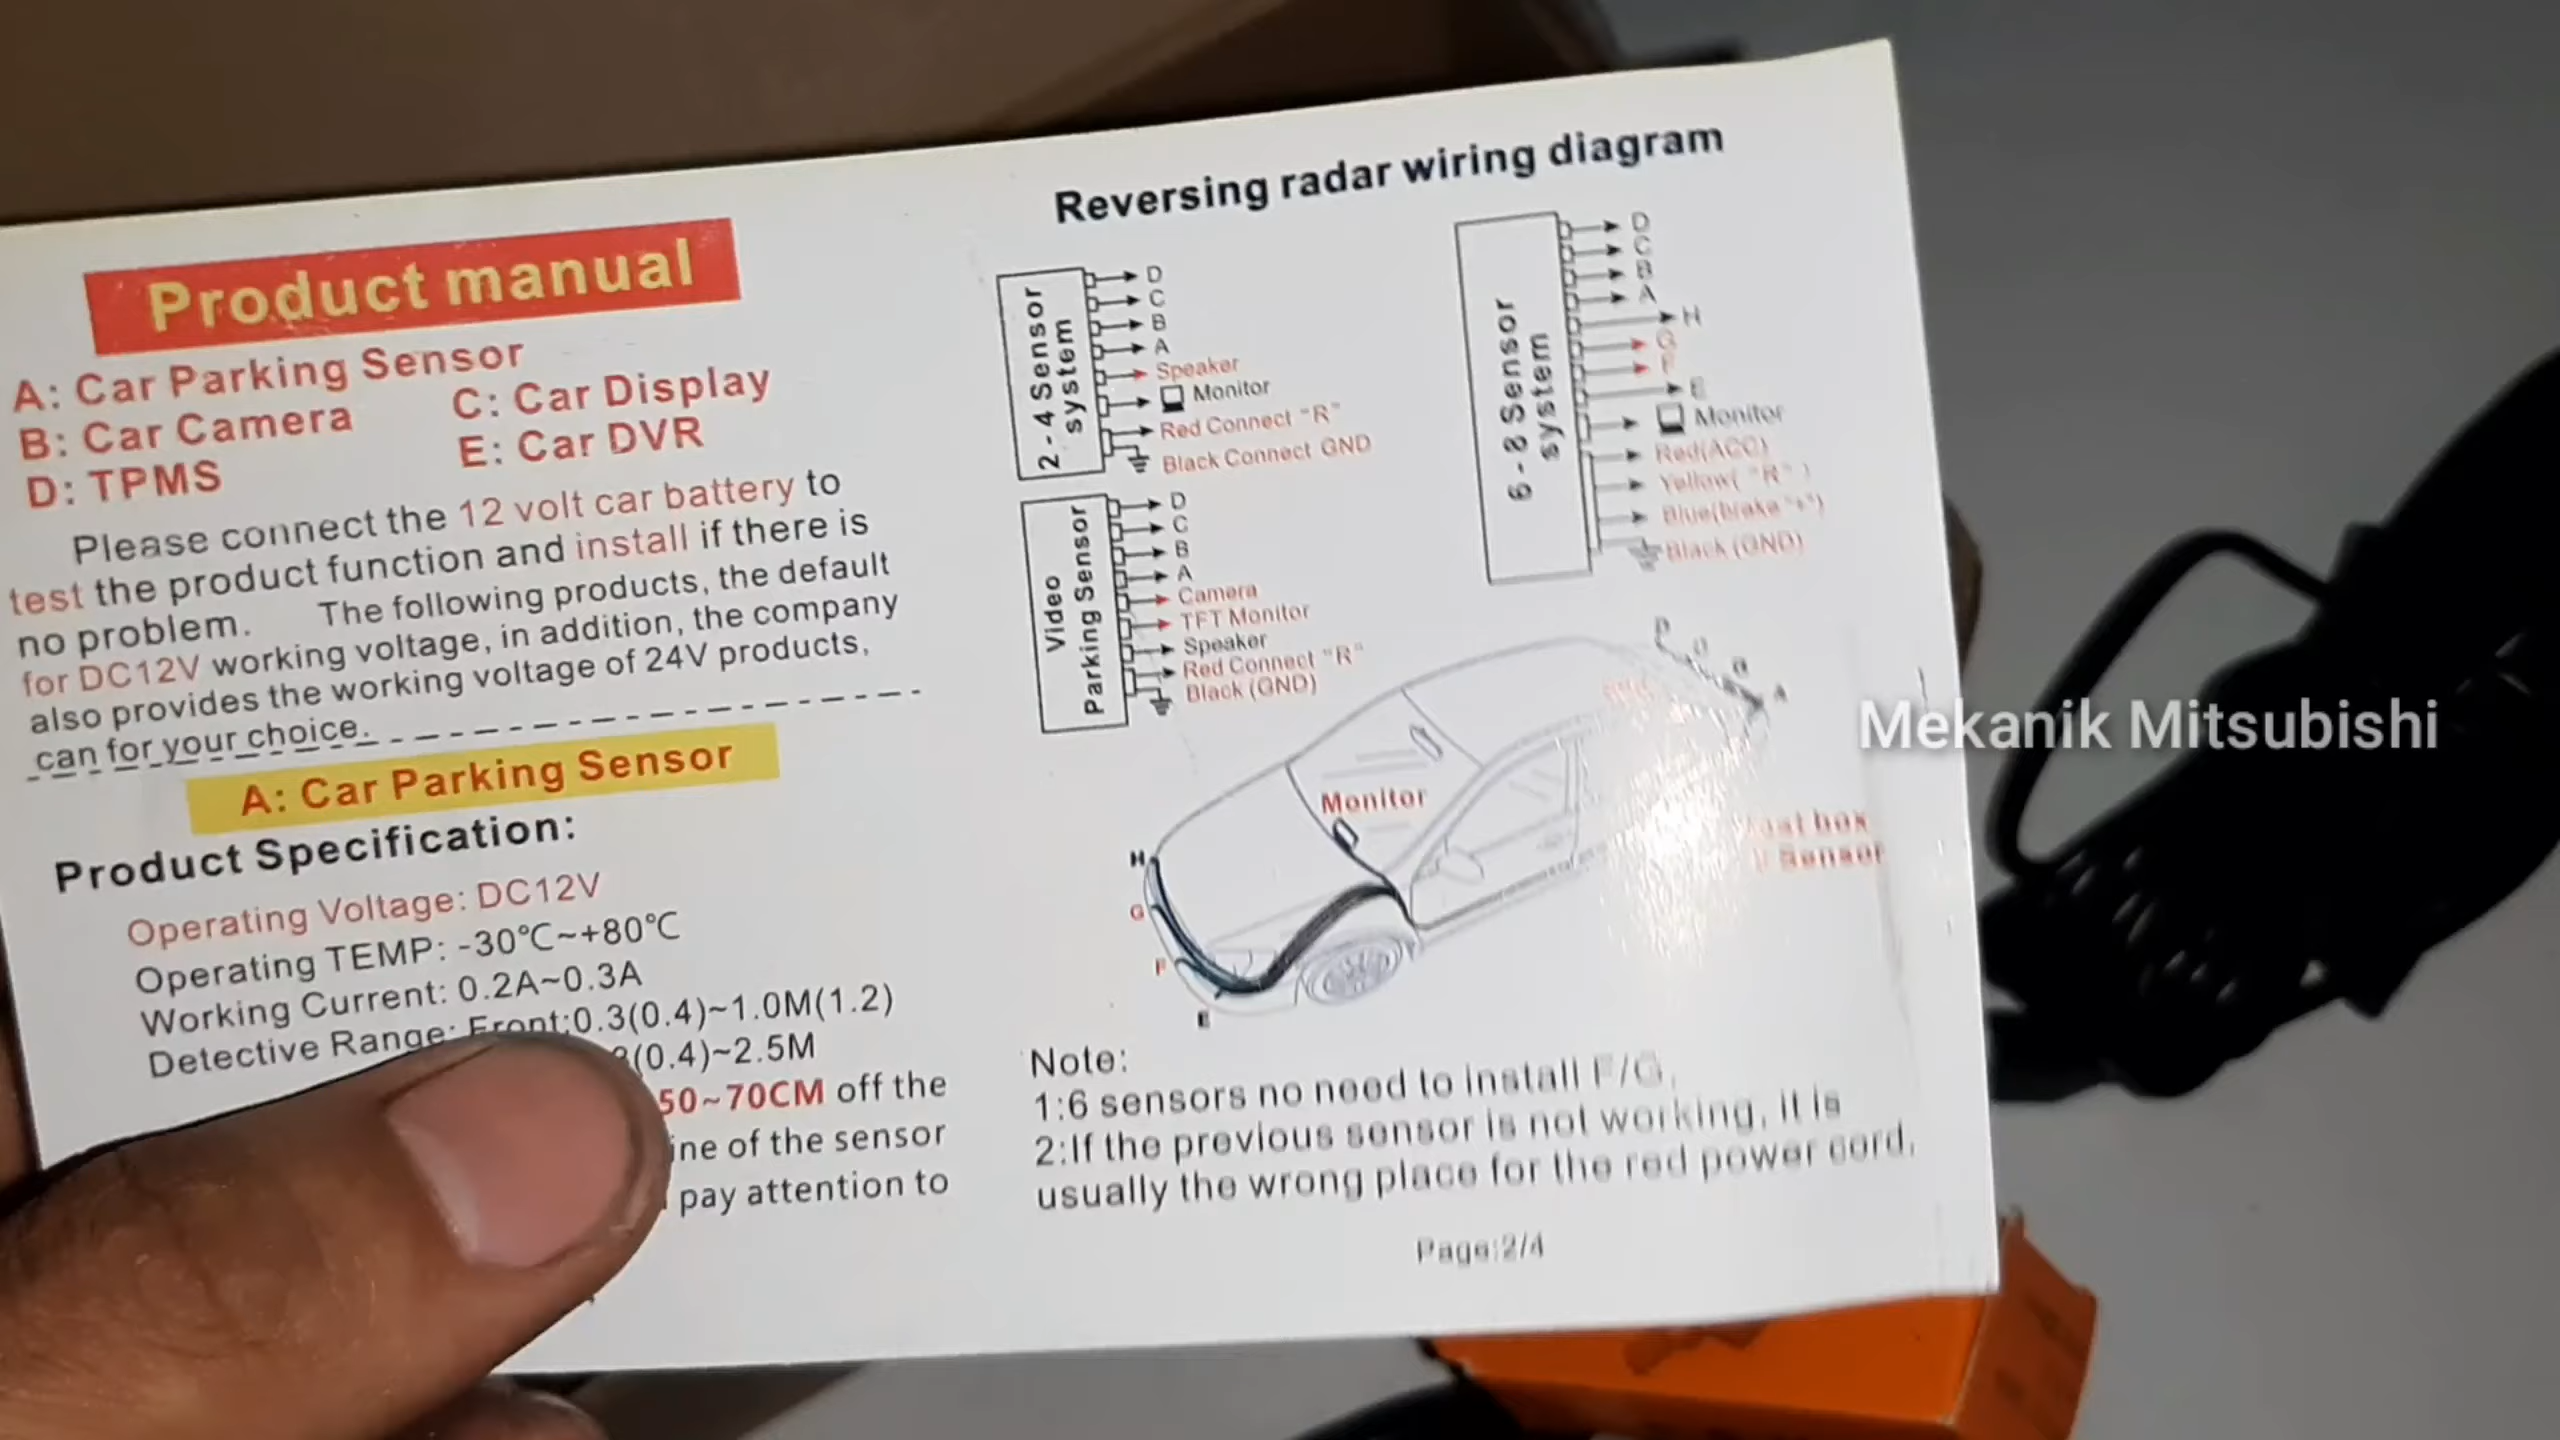 Product manual
A: Car Parking Sensor
B: Car Camera
C: Car Display
D: TPMS
E: Car DVR
Please connect the 12 volt car battery to
test the product function and install if there is
no problem. The following products, the default
for DC12V working voltage, in addition, the company
also provides the working voltage of 24V products,
can for your choice.
A: Car Parking Sensor
Product Specification:
Operating Voltage: DC12V
Operating TEMP: -30℃~+80℃
Working Current: 0.2A~0.3A
Detective Range: Front:0.3(0.4)~1.0M(1.2)
(0.4)~2.5M
50~70CM off the
of the sensor
pay attention to
Reversing radar wiring diagram
2-4 Sensor
system
D
C
B
A
Speaker
Monitor
Red Connect "R"
Black Connect GND
Video
Parking Sensor
D
C
B
A
Camera
TFT Monitor
Speaker
Red Connect "R"
Black (GND)
6-8 Sensor
system
D
C
B
A
H
G
F
E
Monitor
Red(ACC)
Yellow( "R" )
Blue(brake "+")
Black (GND)
A
Monitor
box
Sensor
H
G
F
E
Note:
1:6 sensors no need to install F/G.
2:If the previous sensor is not working, it is
usually the wrong place for the red power cord.
Page:2/4
Mekanik Mitsubishi